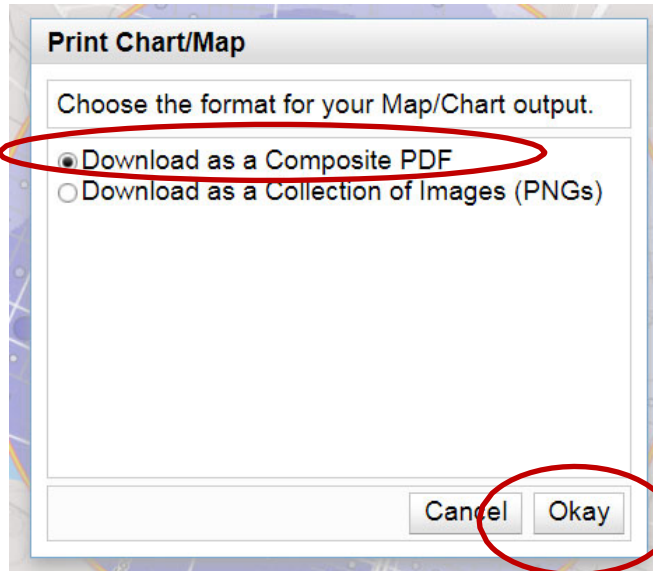 Print Chart/Map
Choose the format for your Map/Chart output.
Download as a Composite PDF
Download as a Collection of Images (PNGs)
Cancel Okay